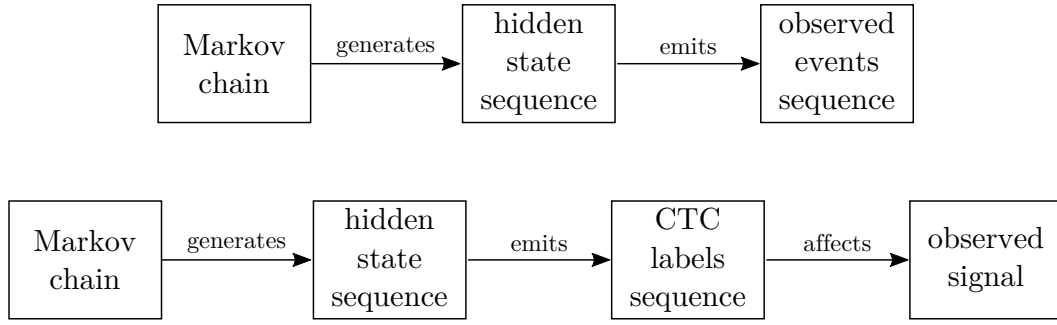 Markov
chain
generates
hidden
state
sequence
emits
observed
events
sequence
Markov
chain
generates
hidden
state
sequence
emits
CTC
labels
sequence
affects
observed
signal